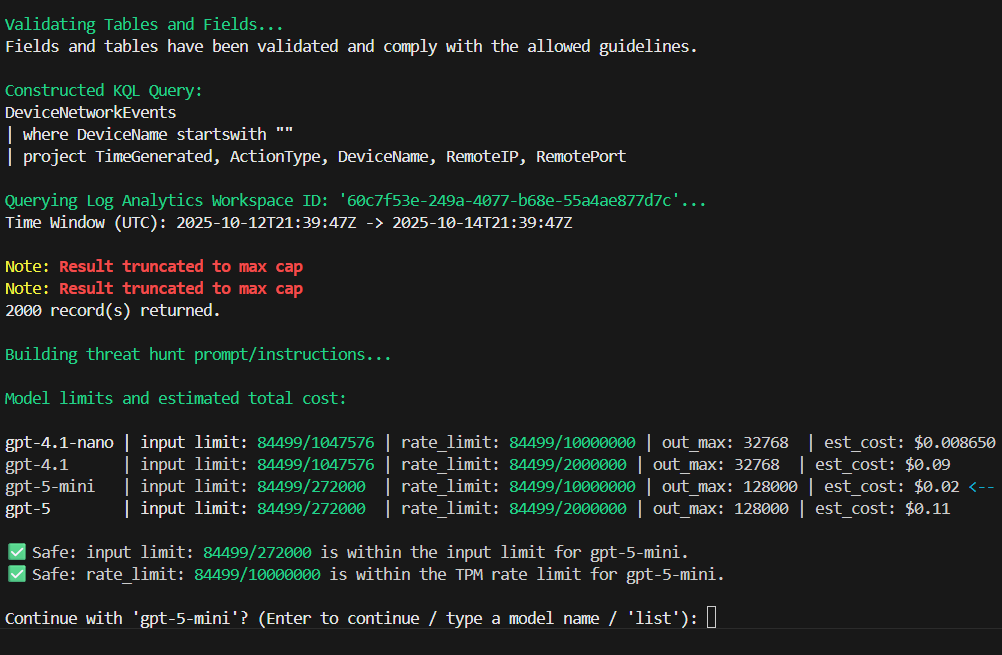 Validating Tables and Fields...
Fields and tables have been validated and comply with the allowed guidelines.
Constructed KQL Query:
DeviceNetworkEvents
| where DeviceName startswith ""
| project TimeGenerated, ActionType, DeviceName, RemoteIP, RemotePort
Querying Log Analytics Workspace ID: '60c7f53e-249a-4077-b68e-55a4ae877d7c'...
Time Window (UTC): 2025-10-12T21:39:47Z -> 2025-10-14T21:39:47Z
Note: Result truncated to max cap
Note: Result truncated to max cap
2000 record(s) returned.
Building threat hunt prompt/instructions...
Model limits and estimated total cost:
gpt-4.1-nano | input limit: 84499/1047576 | rate_limit: 84499/10000000 | out_max: 32768  | est_cost: $0.008650
gpt-4.1      | input limit: 84499/1047576 | rate_limit: 84499/2000000 | out_max: 32768  | est_cost: $0.09
gpt-5-mini   | input limit: 84499/272000  | rate_limit: 84499/10000000 | out_max: 128000 | est_cost: $0.02 <--
gpt-5        | input limit: 84499/272000  | rate_limit: 84499/2000000 | out_max: 128000 | est_cost: $0.11
✅ Safe: input limit: 84499/272000 is within the input limit for gpt-5-mini.
✅ Safe: rate_limit: 84499/10000000 is within the TPM rate limit for gpt-5-mini.
Continue with 'gpt-5-mini'? (Enter to continue / type a model name / 'list'):